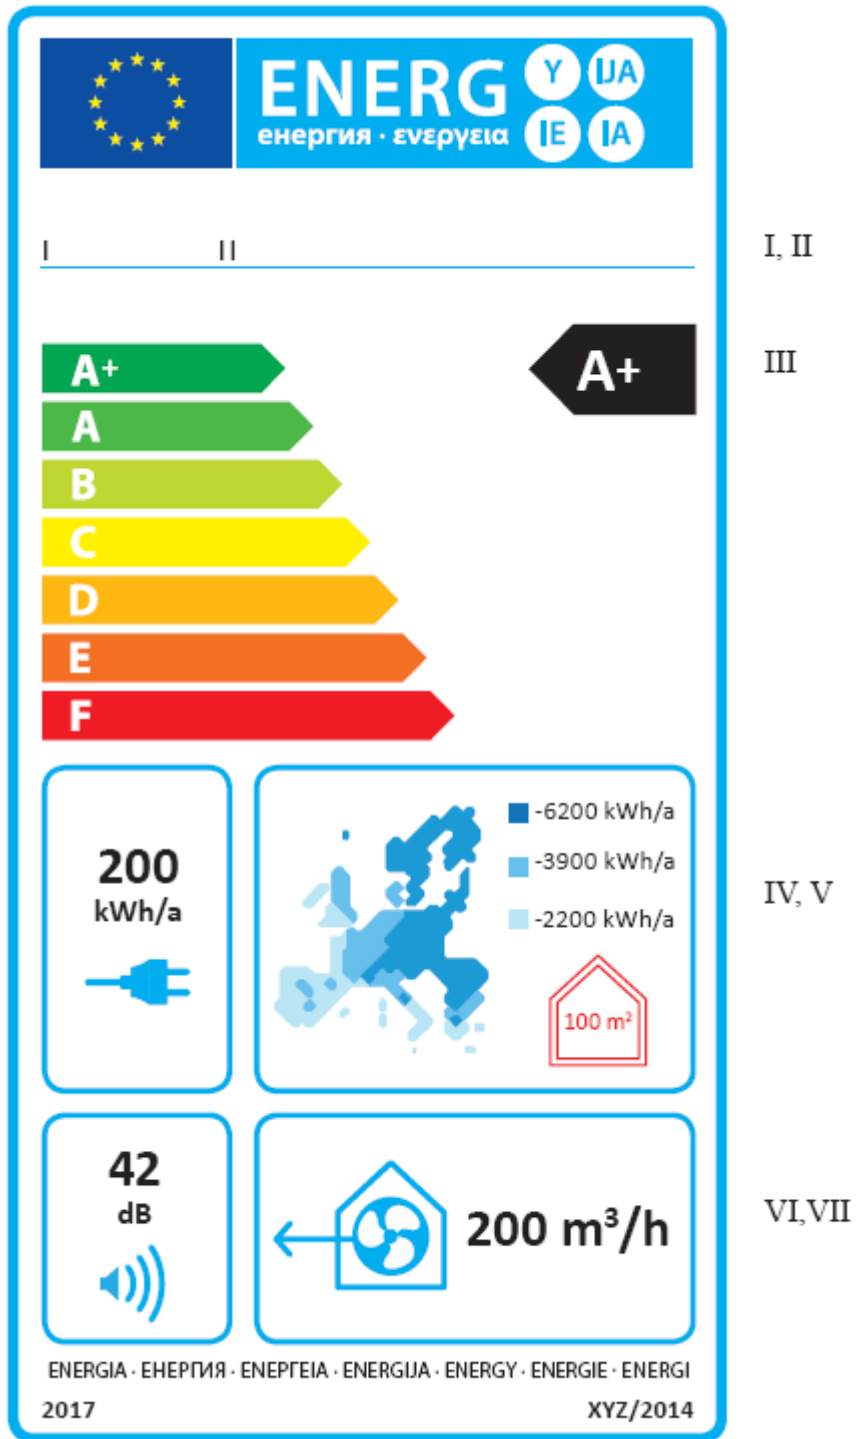 ENERG Y IJA
енергия · ενεργεια IE IA
I II I, II
A+ A+ III
A
B
C
D
E
F
-6200 kWh/a
-3900 kWh/a
-2200 kWh/a
200
kWh/a
IV, V
100 m²
42
dB
200 m³/h
VI,VII
ENERGIA · ЕНЕРГИЯ · ΕΝΕΡΓΕΙΑ · ENERGIJA · ENERGY · ENERGIE · ENERGI
2017 XYZ/2014